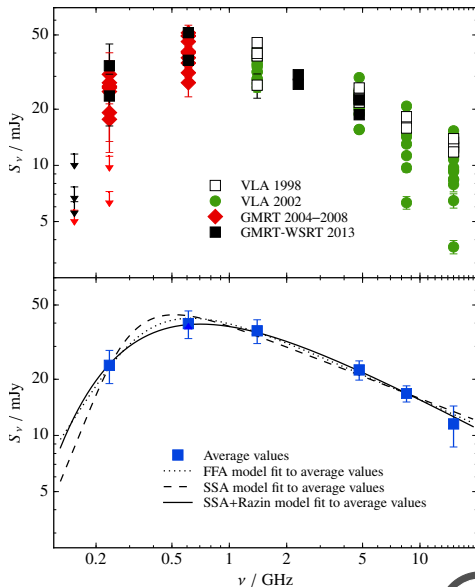 50
20
10
5
S_ν / mJy
VLA 1998
VLA 2002
GMRT 2004–2008
GMRT-WSRT 2013
50
20
10
5
S_ν / mJy
Average values
FFA model fit to average values
SSA model fit to average values
SSA+Razin model fit to average values
0.2 0.5 1 2 5 10
ν / GHz